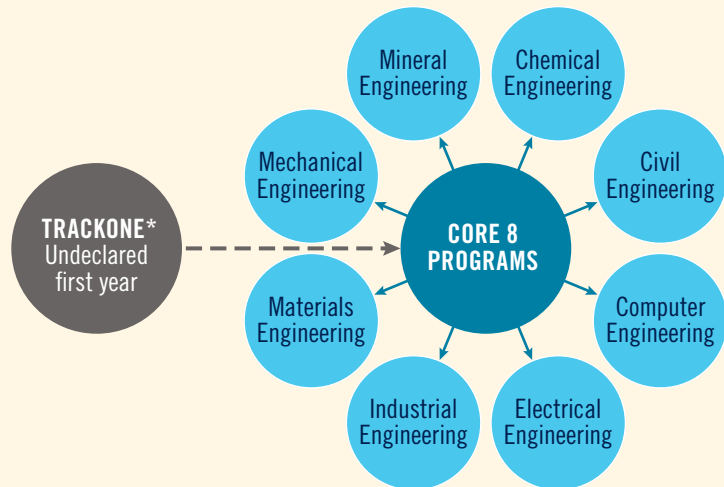 Mineral
Engineering
Chemical
Engineering
Mechanical
Engineering
Civil
Engineering
TRACKONE*
Undeclared
first year
CORE 8
PROGRAMS
Materials
Engineering
Computer
Engineering
Industrial
Engineering
Electrical
Engineering